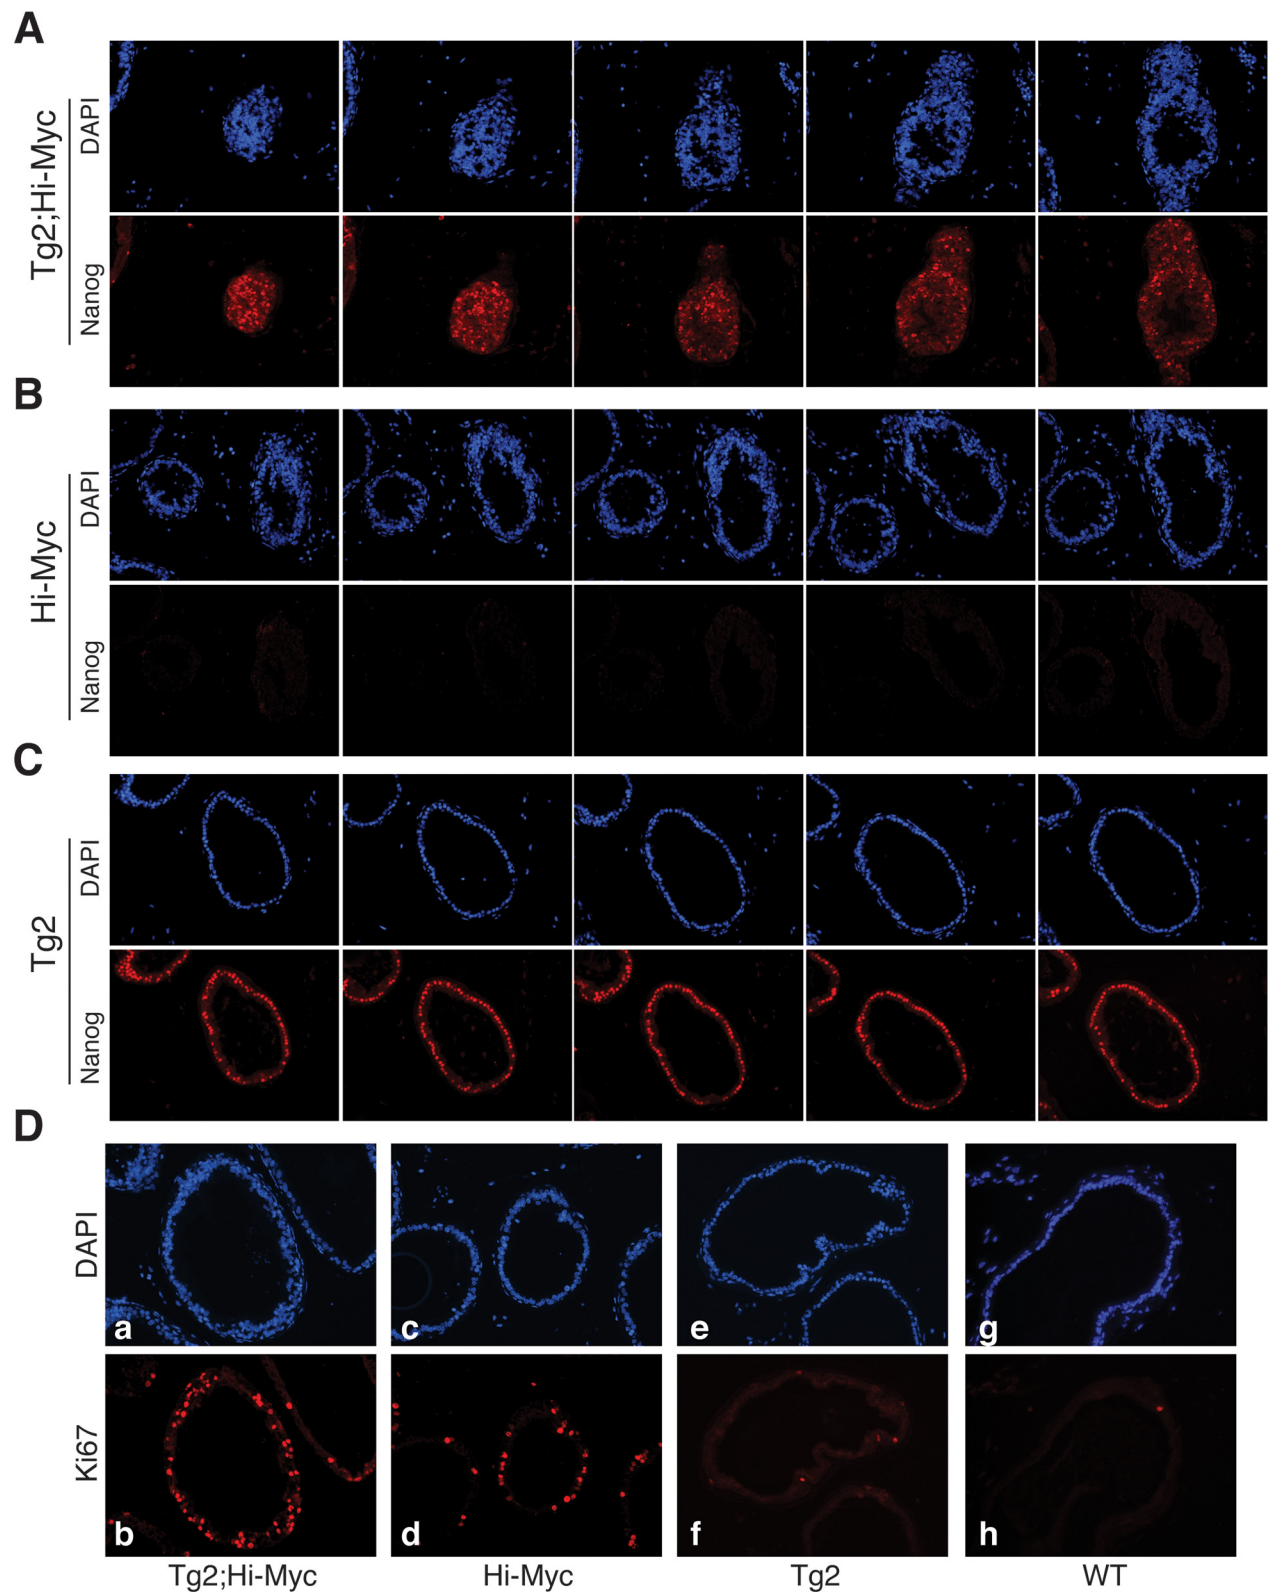 A
Tg2;Hi-Myc
DAPI
Nanog
B
Hi-Myc
DAPI
Nanog
C
Tg2
DAPI
Nanog
D
DAPI
a
c
e
g
Ki67
b
d
f
h
Tg2;Hi-Myc
Hi-Myc
Tg2
WT